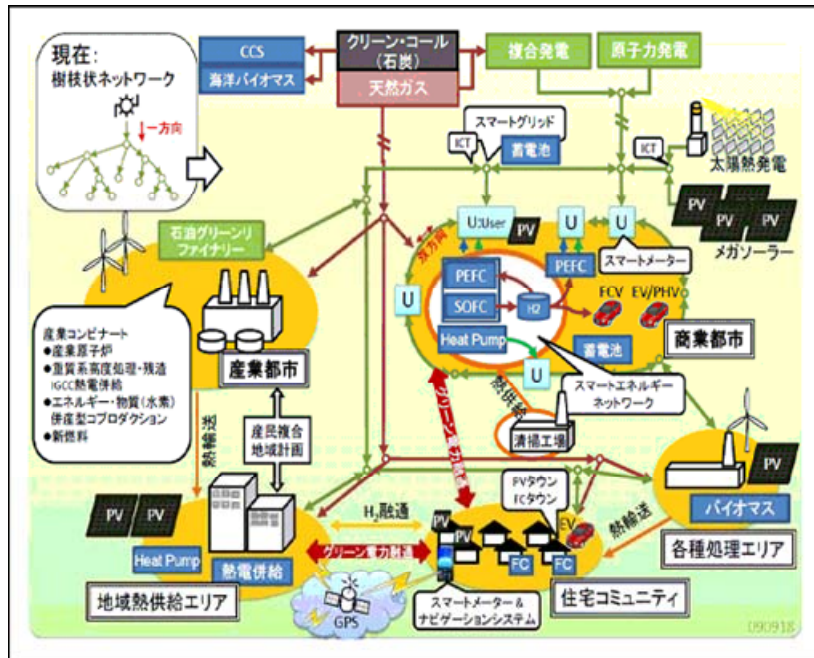 現在:
樹枝状ネットワーク
一方向
CCS
海洋バイオマス
クリーン・コール
(石炭)
天然ガス
複合発電
原子力発電
スマートグリッド
ICT
蓄電池
ICT
太陽熱発電
PV
PV
PV
PV
メガソーラー
石油グリーンリ
ファイナリー
双方向
U:User
PV
U
U
スマートメーター
PEFC
PEFC
SOFC
H2
FCV
EV/PHV
U
Heat Pump
蓄電池
商業都市
U
スマートエネルギー
ネットワーク
産業コンビナート
●産業原子炉
●重質系高度処理・残渣
IGCC熱電併給
●エネルギー・物質(水素)
併産型コプロダクション
●新燃料
産業都市
グリーン電力融通
熱供給
清掃工場
熱輸送
産民複合
地域計画
PVタウン
FCタウン
PV
バイオマス
各種処理エリア
熱輸送
PV
PV
Heat Pump
熱電併給
地域熱供給エリア
H2融通
グリーン電力融通
PV
PV
EV
FC
FC
GPS
スマートメーター&
ナビゲーションシステム
住宅コミュニティ
090918